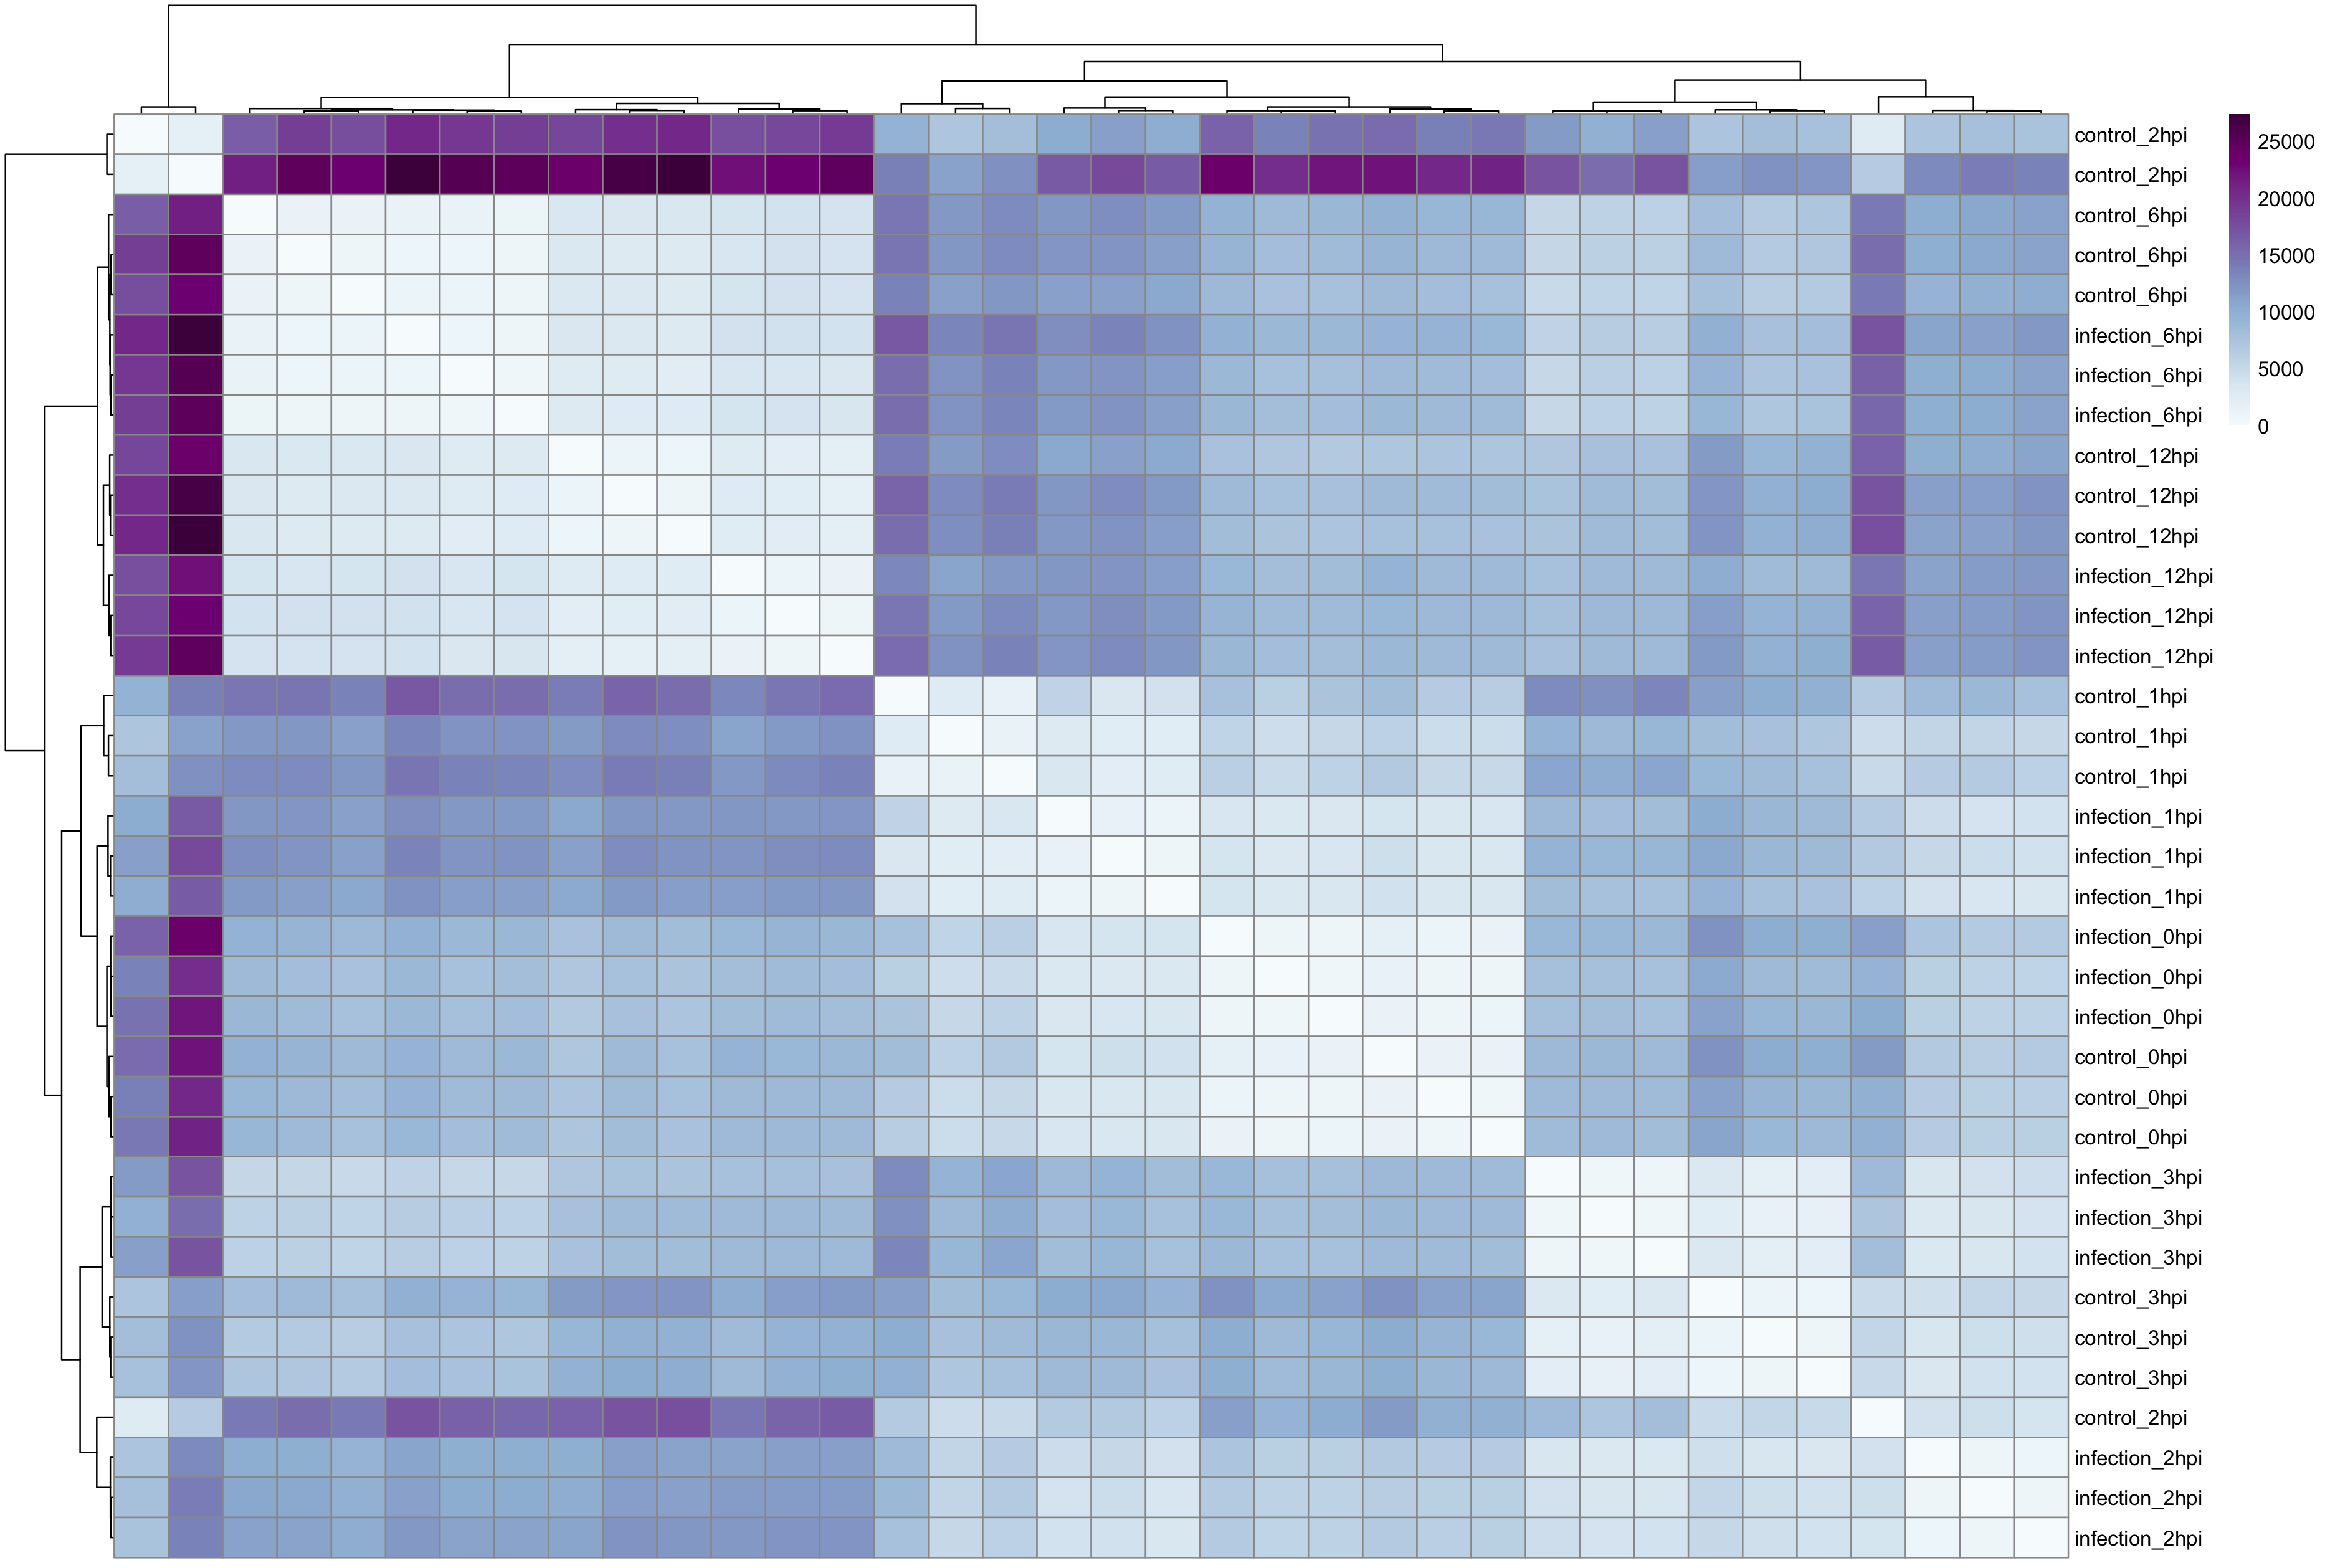 control_2hpi
control_2hpi
control_6hpi
control_6hpi
control_6hpi
infection_6hpi
infection_6hpi
infection_6hpi
control_12hpi
control_12hpi
control_12hpi
infection_12hpi
infection_12hpi
infection_12hpi
control_1hpi
control_1hpi
control_1hpi
infection_1hpi
infection_1hpi
infection_1hpi
infection_0hpi
infection_0hpi
infection_0hpi
control_0hpi
control_0hpi
control_0hpi
infection_3hpi
infection_3hpi
infection_3hpi
control_3hpi
control_3hpi
control_3hpi
control_2hpi
infection_2hpi
infection_2hpi
infection_2hpi
25000
20000
15000
10000
5000
0